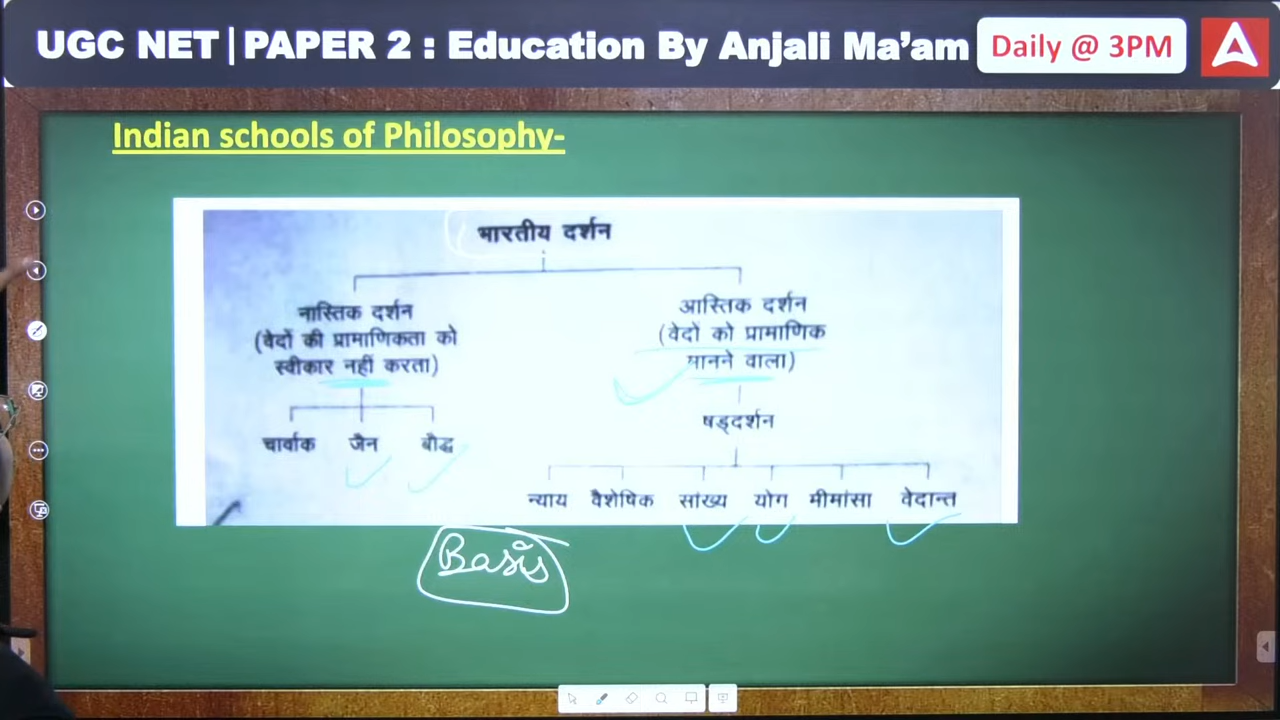 UGC NET|PAPER 2 : Education By Anjali Ma’am Daily @ 3PM
Indian schools of Philosophy-
भारतीय दर्शन
नास्तिक दर्शन
(वेदों की प्रामाणिकता को
स्वीकार नहीं करता)
आस्तिक दर्शन
(वेदों को प्रामाणिक
मानने वाला)
चार्वाक जैन बौद्ध
षड्दर्शन
न्याय वैशेषिक सांख्य योग मीमांसा वेदान्त
Basis